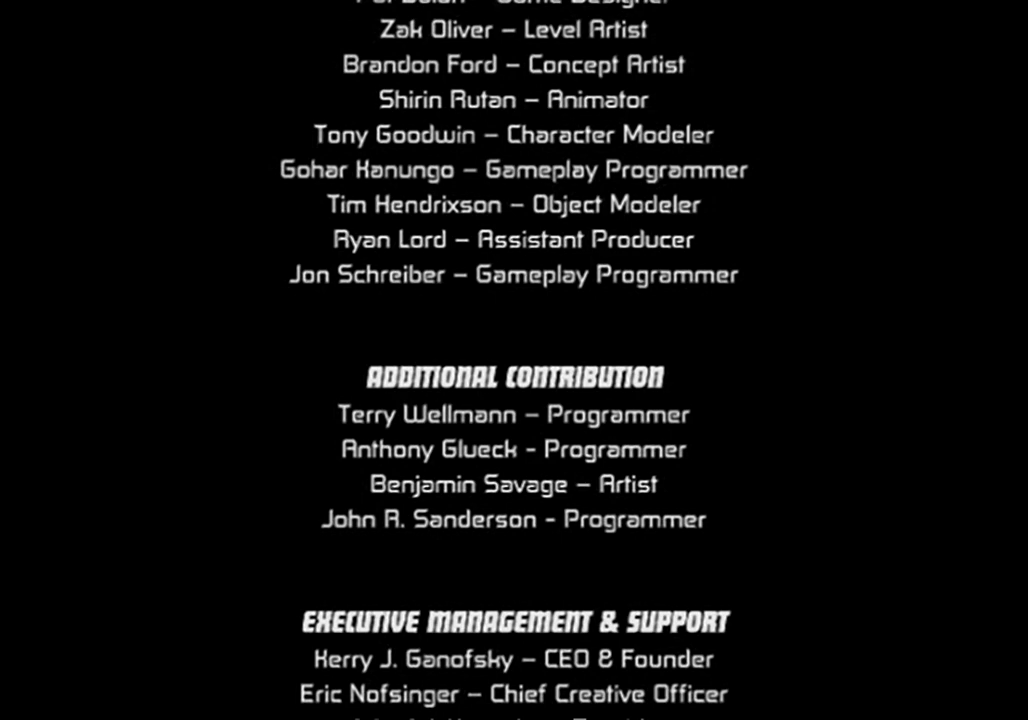 Zak Oliver – Level Artist
Brandon Ford – Concept Artist
Shirin Rutan – Animator
Tony Goodwin – Character Modeler
Gohar Kanungo – Gameplay Programmer
Tim Hendrixson – Object Modeler
Ryan Lord – Assistant Producer
Jon Schreiber – Gameplay Programmer
ADDITIONAL CONTRIBUTION
Terry Wellmann – Programmer
Anthony Glueck - Programmer
Benjamin Savage – Artist
John R. Sanderson - Programmer
EXECUTIVE MANAGEMENT & SUPPORT
Kerry J. Ganofsky – CEO & Founder
Eric Nofsinger – Chief Creative Officer